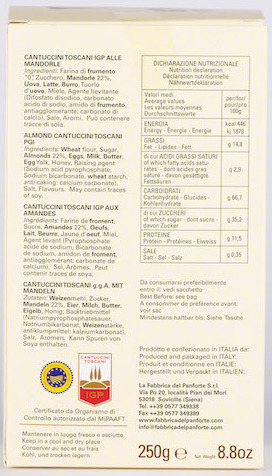 CANTUCCINI TOSCANI IGP ALLE
MANDORLE
Ingredienti: Farina di frumento
"0", Zucchero, Mandorle 22%,
Uova, Latte, Burro, Tuorlo
d'uovo, Miele, Agente lievitante
(Difosfato disodico, carbonato
acido di sodio, amido di frumento,
antiagglomerante: carbonato di
calcio), Sale, Aromi. Può contenere
tracce di soia.
ALMOND CANTUCCINI TOSCANI
PGI
Ingredients: Wheat flour, Sugar,
Almonds 22%, Eggs, Milk, Butter,
Egg Yolk, Honey, Raising agent
(Sodium acid pyrophosphate,
Sodium bicarbonate, wheat starch,
anti-caking: calcium carbonate),
Salt, Flavours. May contain traces
of soy.
CANTUCCINI TOSCANI IGP AUX
AMANDES
Ingrédients: Farine de froment,
Sucre, Amandes 22%, Oeufs,
Lait, Beurre, Jaune d'oeuf, Miel,
Agent levant (Pyrophosphate
acide de sodium, Bicarbonate
de sodium, amidon de froment,
antiagglomérant: carbonate de
calcium), Sel, Arômes. Peut
contenir traces de soya.
CANTUCCINI TOSCANI g.g.A. MIT
MANDELN
Zutaten: Weizenmehl, Zucker,
Mandeln 22%, Eier, Milch, Butter,
Eigelb, Honig, Backtriebmittel
(Natriumpyrophosphatesauer,
Natriumbikarbonat, Weizenstärke,
antiklumpmittel: kalziumkarbonat),
Salz, Aromen. Kann Spuren von
Soya enthalten.
CANTUCCINI
TOSCANI
IGP
Certificato da Organismo di
Controllo autorizzato dal MiPAAFT
Mantenere in luogo fresco e asciutto
Keep in a cool and dry place
Conserver au sec et au frais
Kühl, und trocken lagern
DICHIARAZIONE NUTRIZIONALE
Nutrition declaration
Déclaration nutritionnelle
Nährwertdeklaration
Valori medi
Average values
Les valeurs moyennes
Durchschnittswerte
per/for/
pour/pro
100g
ENERGIA
Energy - Énergie - Energie
kcal 446
kj 1878
GRASSI
Fat - Lipides - Fett
g 14,8
di cui ACIDI GRASSI SATURI
of which fatty acids satu-
rates - dont acides gras
saturé - davon gesättigte
Fettsäuren
g 2,9
CARBOIDRATI
Carbohydrate - Glucides -
Kohlenhydrate
g 66,7
di cui ZUCCHERI
of which sugar - dont sucrs -
davon Zucker
g 35,2
PROTEINE
Protein - Protéines - Eiweiss
g 11,5
SALE
Salt - Sel - Salz
g 0,35
Da consumarsi preferibilmente
entro il: vedi sacchetto
Best Before: see bag
A consommer de préférence avant:
voir sac
Mindestens haltbar bis: Siehe Tasche
Prodotto e confezionato in ITALIA da:
Produced and packaged in ITALY:
Produit et conditionné en ITALIE:
Hergestellt und Verpackt in ITALIEN:
La Fabbrica del Panforte S.r.l.
Via Po 20, località Pian dei Mori
53018 Sovicille (Siena)
Tel. +39 0577 349338
Fax +39 0577 349389
info@lafabbricadelpanforte.com
www.lafabbricadelpanforte.com
250g e Net Weight 8.8oz